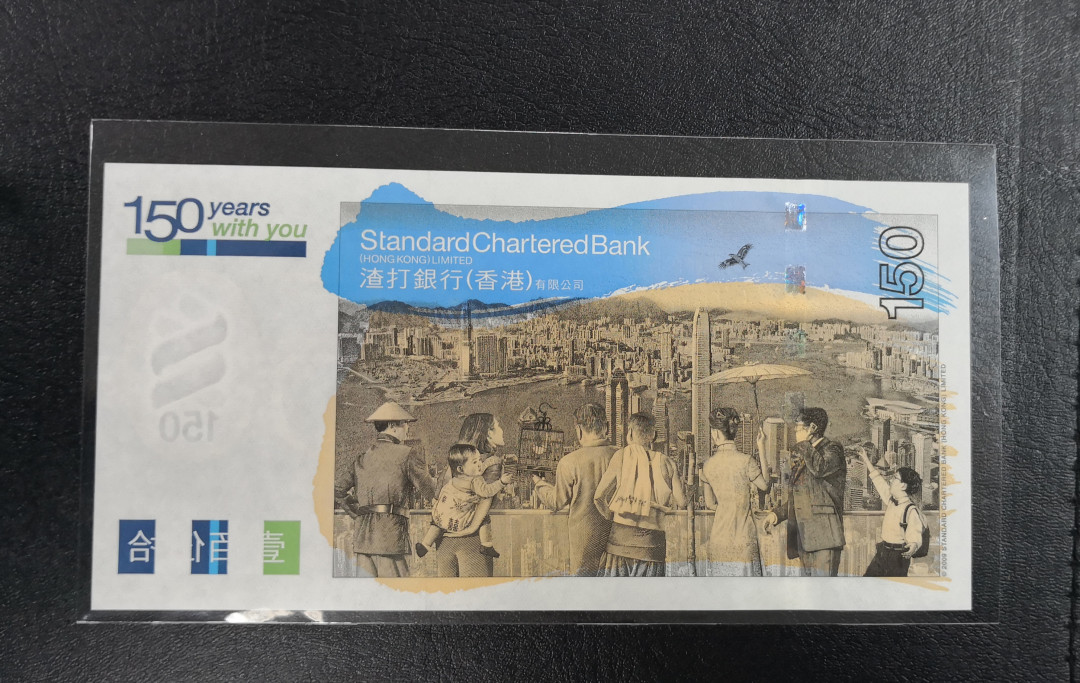 150 years
with you
Standard Chartered Bank
(HONG KONG) LIMITED
渣打銀行(香港)有限公司
150
© 2009 STANDARD CHARTERED BANK (HONG KONG) LIMITED
150
拾 佰 壹